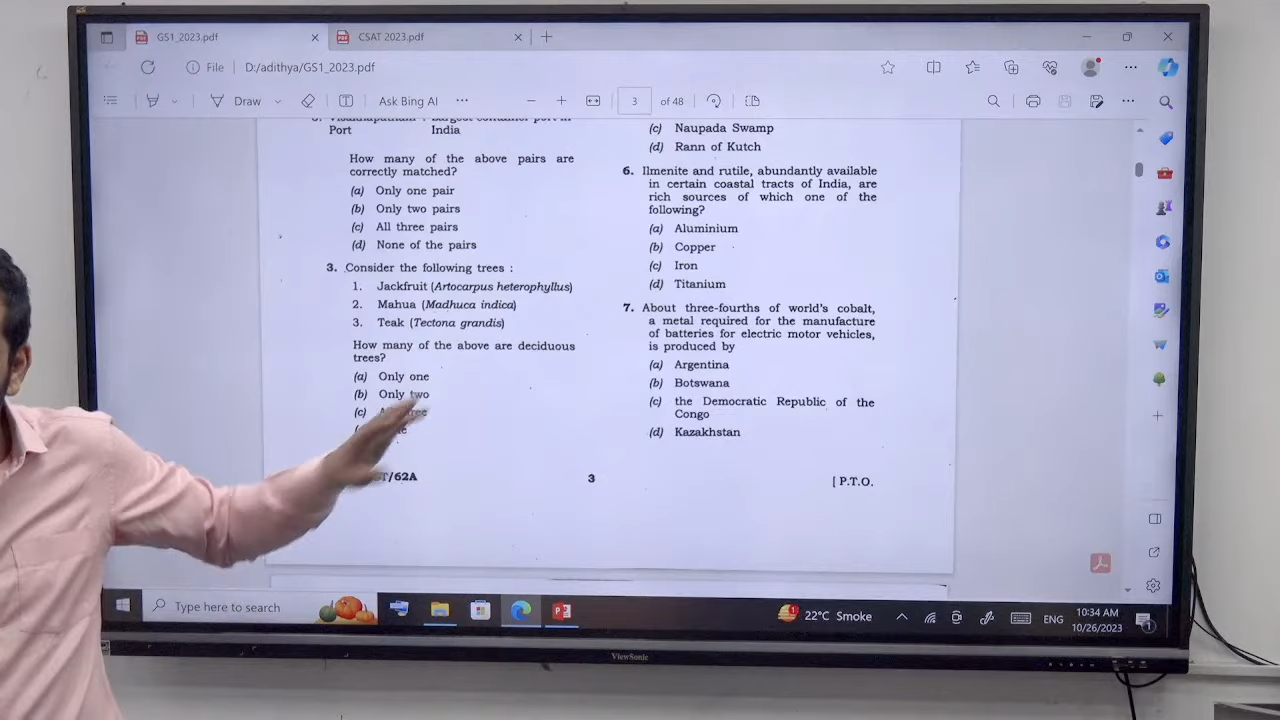 GS1_2023.pdf
CSAT 2023.pdf
File
D:/adithya/GS1_2023.pdf
Draw
Ask Bing AI
3 of 48
Port India
How many of the above pairs are
correctly matched?
(a) Only one pair
(b) Only two pairs
(c) All three pairs
(d) None of the pairs
3. Consider the following trees :
1. Jackfruit (Artocarpus heterophyllus)
2. Mahua (Madhuca indica)
3. Teak (Tectona grandis)
How many of the above are deciduous
trees?
(a) Only one
(b) Only two
(c)
/62A
(c) Naupada Swamp
(d) Rann of Kutch
6. Ilmenite and rutile, abundantly available
in certain coastal tracts of India, are
rich sources of which one of the
following?
(a) Aluminium
(b) Copper
(c) Iron
(d) Titanium
7. About three-fourths of world's cobalt,
a metal required for the manufacture
of batteries for electric motor vehicles,
is produced by
(a) Argentina
(b) Botswana
(c) the Democratic Republic of the
Congo
(d) Kazakhstan
3
[ P.T.O.
Type here to search
22°C Smoke
ENG
10:34 AM
10/26/2023
ViewSonic